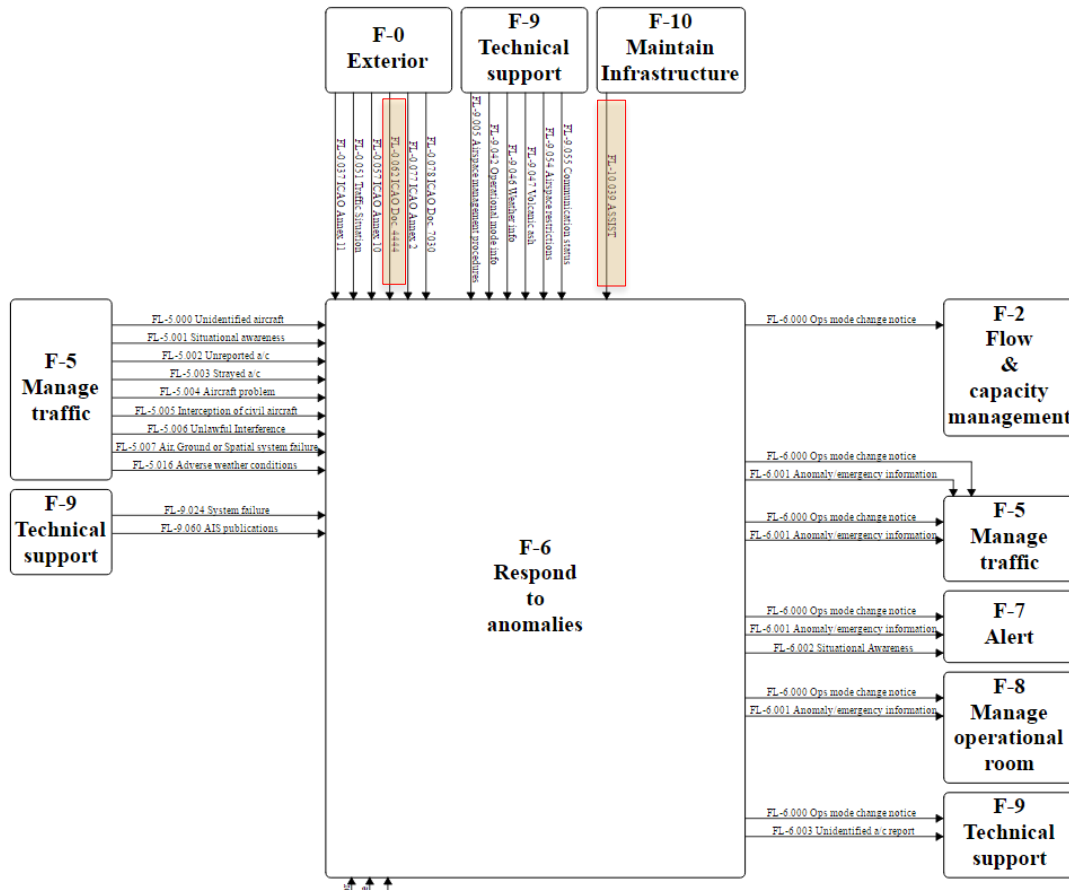 F-0
Exterior
F-9
Technical
support
F-10
Maintain
Infrastructure
FL-0.037 ICAO Annex 11
FL-0.051 Traffic Situation
FL-0.057 ICAO Annex 10
FL-0.062 ICAO Doc. 4444
FL-0.077 ICAO Annex 2
FL-0.078 ICAO Doc. 7030
FL-9.005 Airspace management procedures
FL-9.042 Operational mode info
FL-9.046 Weather info
FL-9.047 Volcanic ash
FL-9.054 Airspace restrictions
FL-9.055 Communication status
FL-10.039 ASSIST
F-5
Manage
traffic
FL-5.000 Unidentified aircraft
FL-5.001 Situational awareness
FL-5.002 Unreported a/c
FL-5.003 Strayed a/c
FL-5.004 Aircraft problem
FL-5.005 Interception of civil aircraft
FL-5.006 Unlawful Interference
FL-5.007 Air, Ground or Spatial system failure
FL-5.016 Adverse weather conditions
F-9
Technical
support
FL-9.024 System failure
FL-9.060 AIS publications
F-6
Respond
to
anomalies
FL-6.000 Ops mode change notice
F-2
Flow
&
capacity
management
FL-6.000 Ops mode change notice
FL-6.001 Anomaly/emergency information
FL-6.000 Ops mode change notice
FL-6.001 Anomaly/emergency information
F-5
Manage
traffic
FL-6.000 Ops mode change notice
FL-6.001 Anomaly/emergency information
FL-6.002 Situational Awareness
F-7
Alert
FL-6.000 Ops mode change notice
FL-6.001 Anomaly/emergency information
F-8
Manage
operational
room
FL-6.000 Ops mode change notice
FL-6.003 Unidentified a/c report
F-9
Technical
support